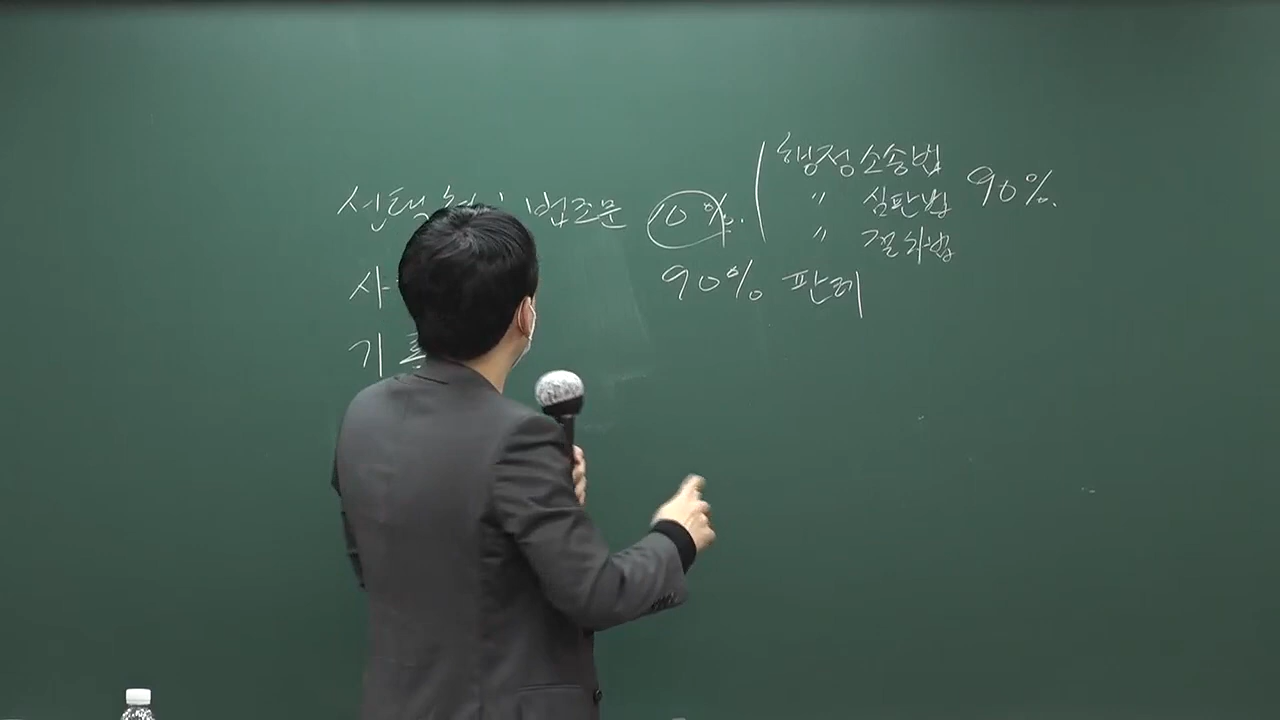 선택형 법조문 10%. 행정소송법 90%.
〃 심판법
〃 절차법
사
90% 판례
기록